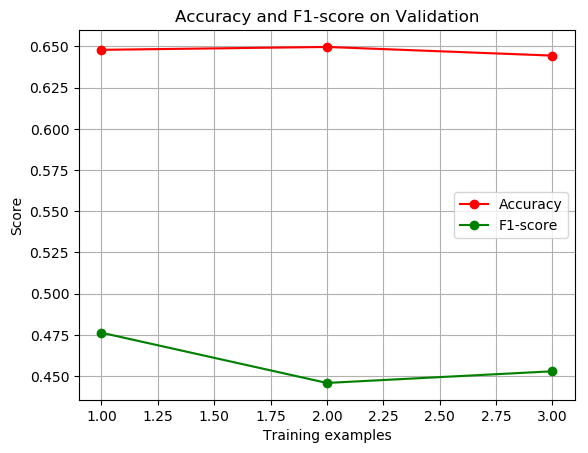 Accuracy and F1-score on Validation
0.650
0.625
0.600
0.575
0.550
0.525
0.500
0.475
0.450
Score
Accuracy
F1-score
1.00 1.25 1.50 1.75 2.00 2.25 2.50 2.75 3.00
Training examples